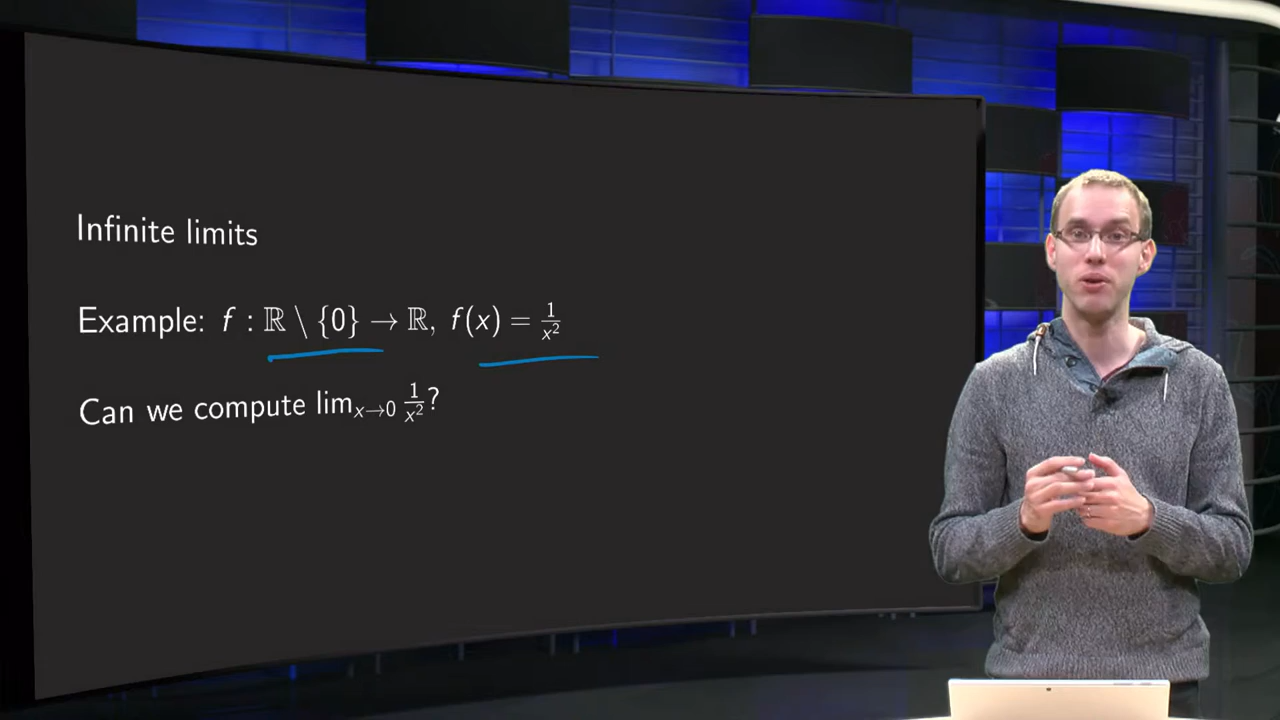 Infinite limits
Example: f : ℝ \ {0} → ℝ, f(x) = 1/x²
Can we compute lim_{x→0} 1/x²?